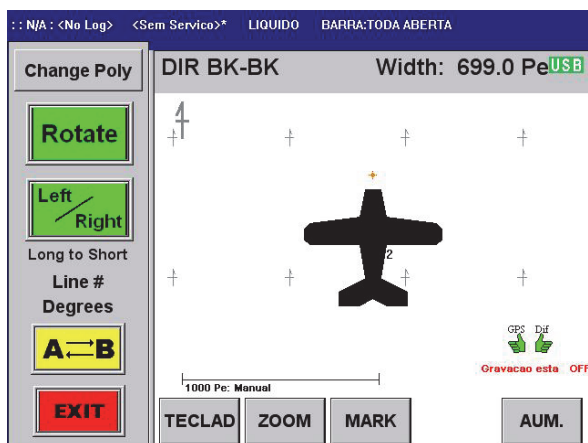 :: N/A : <No Log> <Sem Servico>* LIQUIDO BARRA:TODA ABERTA
Change Poly
DIR BK-BK Width: 699.0 Pe USB
Rotate
Left/Right
Long to Short
Line #
Degrees
A⇄B
EXIT
2
GPS Dif
Gravacao esta OFF
1000 Pe: Manual
TECLAD ZOOM MARK AUM.